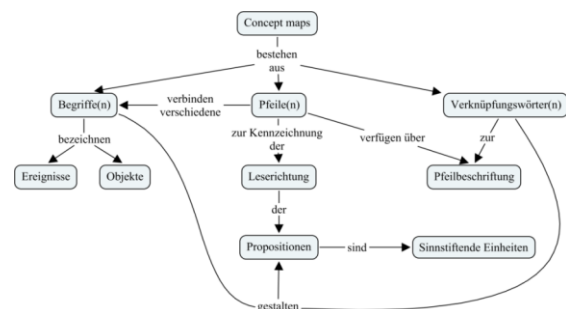 Concept maps
bestehen
aus
Begriffe(n)
verbinden
verschiedene
Pfeile(n)
Verknüpfungswörter(n)
bezeichnen
zur Kennzeichnung
der
verfügen über
zur
Ereignisse
Objekte
Leserichtung
Pfeilbeschriftung
der
Propositionen
sind
Sinnstiftende Einheiten
gestalten